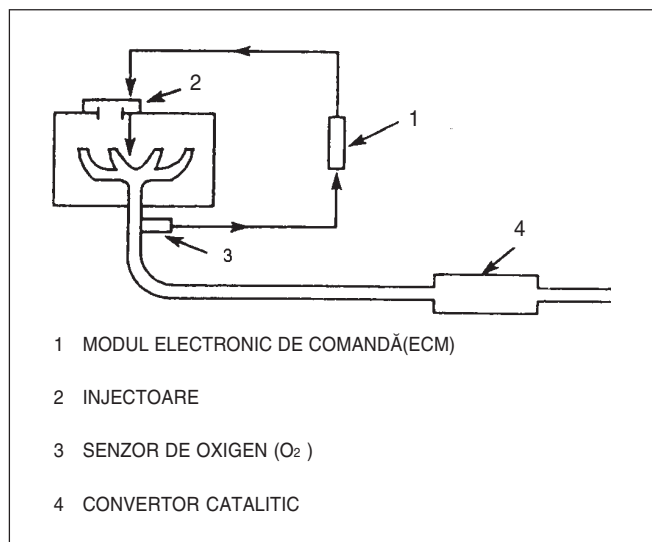 2
1
3
4
1 MODUL ELECTRONIC DE COMANDĂ(ECM)
2 INJECTOARE
3 SENZOR DE OXIGEN (O2 )
4 CONVERTOR CATALITIC